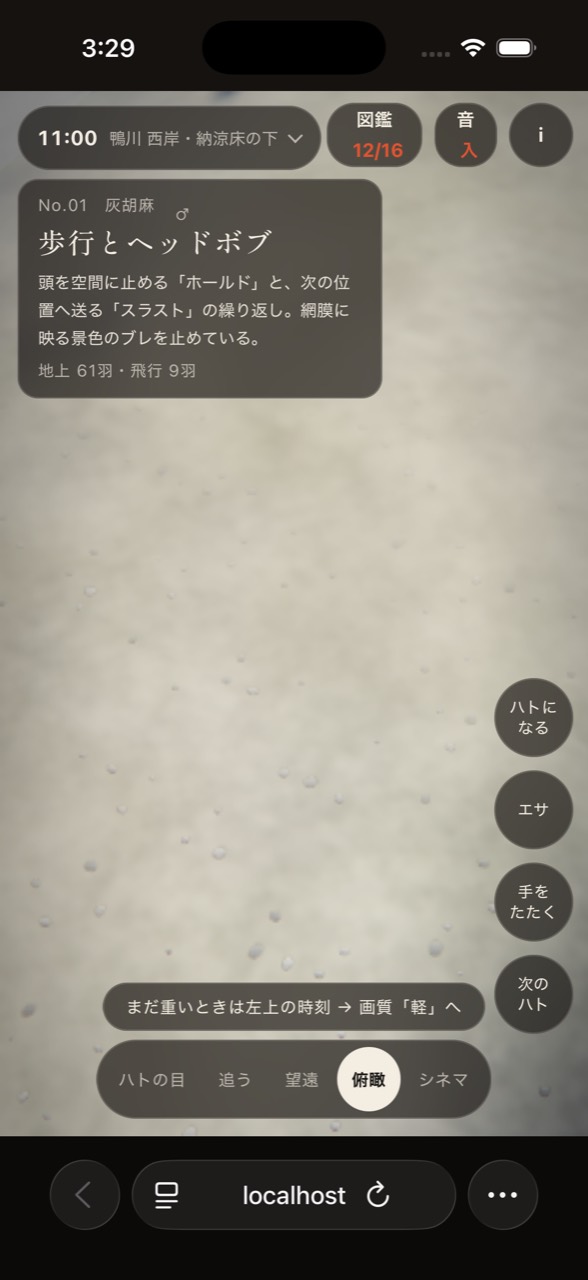 3:29
11:00 鴨川 西岸・納涼床の下
図鑑
12/16
音
入
i
No.01 灰胡麻 ♂
歩行とヘッドボブ
頭を空間に止める「ホールド」と、次の位
置へ送る「スラスト」の繰り返し。網膜に
映る景色のブレを止めている。
地上 61羽・飛行 9羽
ハトに
なる
エサ
手を
たたく
次の
ハト
まだ重いときは左上の時刻 → 画質「軽」へ
ハトの目 追う 望遠 俯瞰 シネマ
localhost